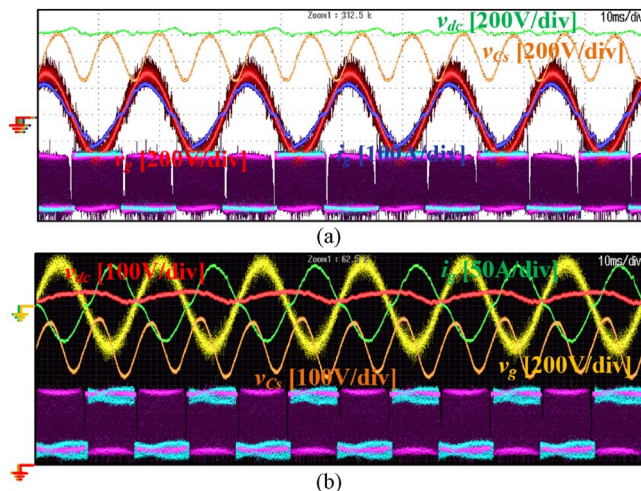 Zoom1 : 312.5 k
v_dc [200V/div]
10ms/div
v_Cs [200V/div]
v_g [200V/div]
i_g [100A/div]
(a)
Zoom1 : 62.5
10ms/div
v_dc [100V/div]
i_g [50A/div]
v_g [200V/div]
v_Cs [100V/div]
(b)